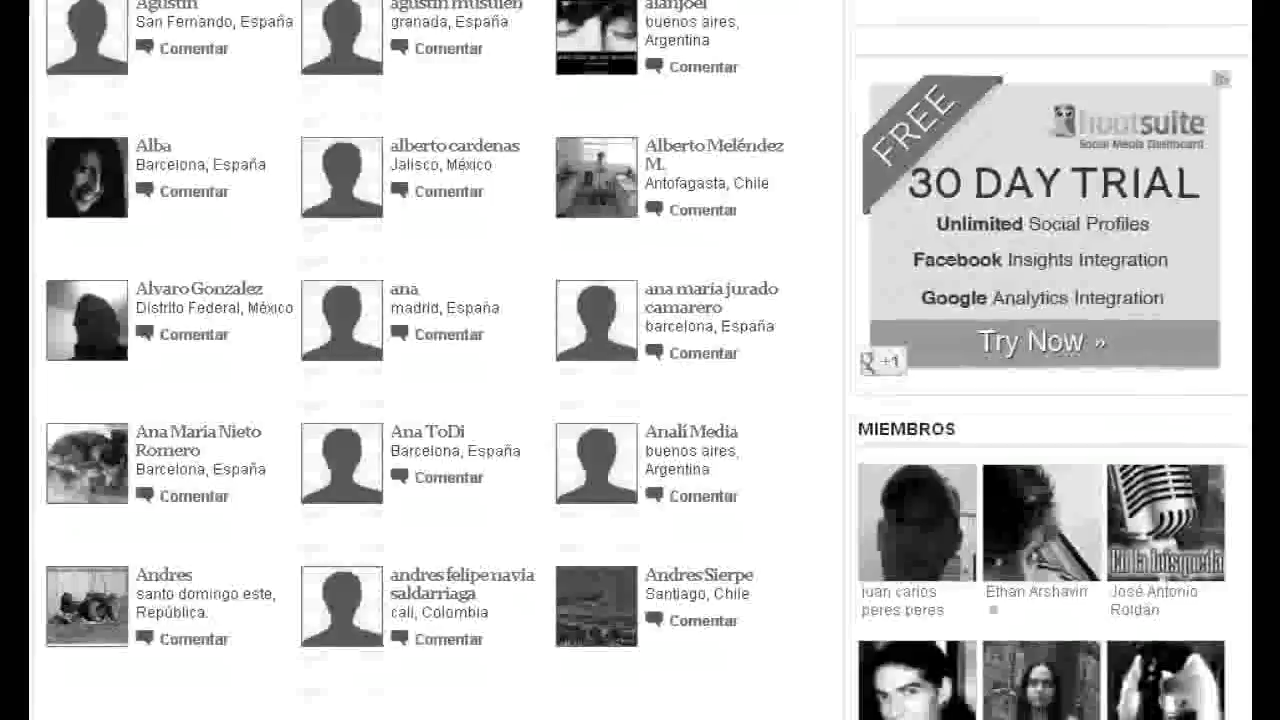 Agustín
San Fernando, España
Comentar
agustin musulen
granada, España
Comentar
alanjoel
buenos aires,
Argentina
Comentar
Alba
Barcelona, España
Comentar
alberto cardenas
Jalisco, México
Comentar
Alberto Meléndez
M.
Antofagasta, Chile
Comentar
Alvaro Gonzalez
Distrito Federal, México
Comentar
ana
madrid, España
Comentar
ana maría jurado
camarero
barcelona, España
Comentar
Ana María Nieto
Romero
Barcelona, España
Comentar
Ana ToDi
Barcelona, España
Comentar
Analí Media
buenos aires,
Argentina
Comentar
Andres
santo domingo este,
República.
Comentar
andres felipe navia
saldarriaga
cali, Colombia
Comentar
Andres Sierpe
Santiago, Chile
Comentar
FREE
hootsuite
Social Media Dashboard
30 DAY TRIAL
Unlimited Social Profiles
Facebook Insights Integration
Google Analytics Integration
Try Now »
g +1
MIEMBROS
En la búsqueda
juan carlos
peres peres
Ethan Arshavin
José Antonio
Roldán